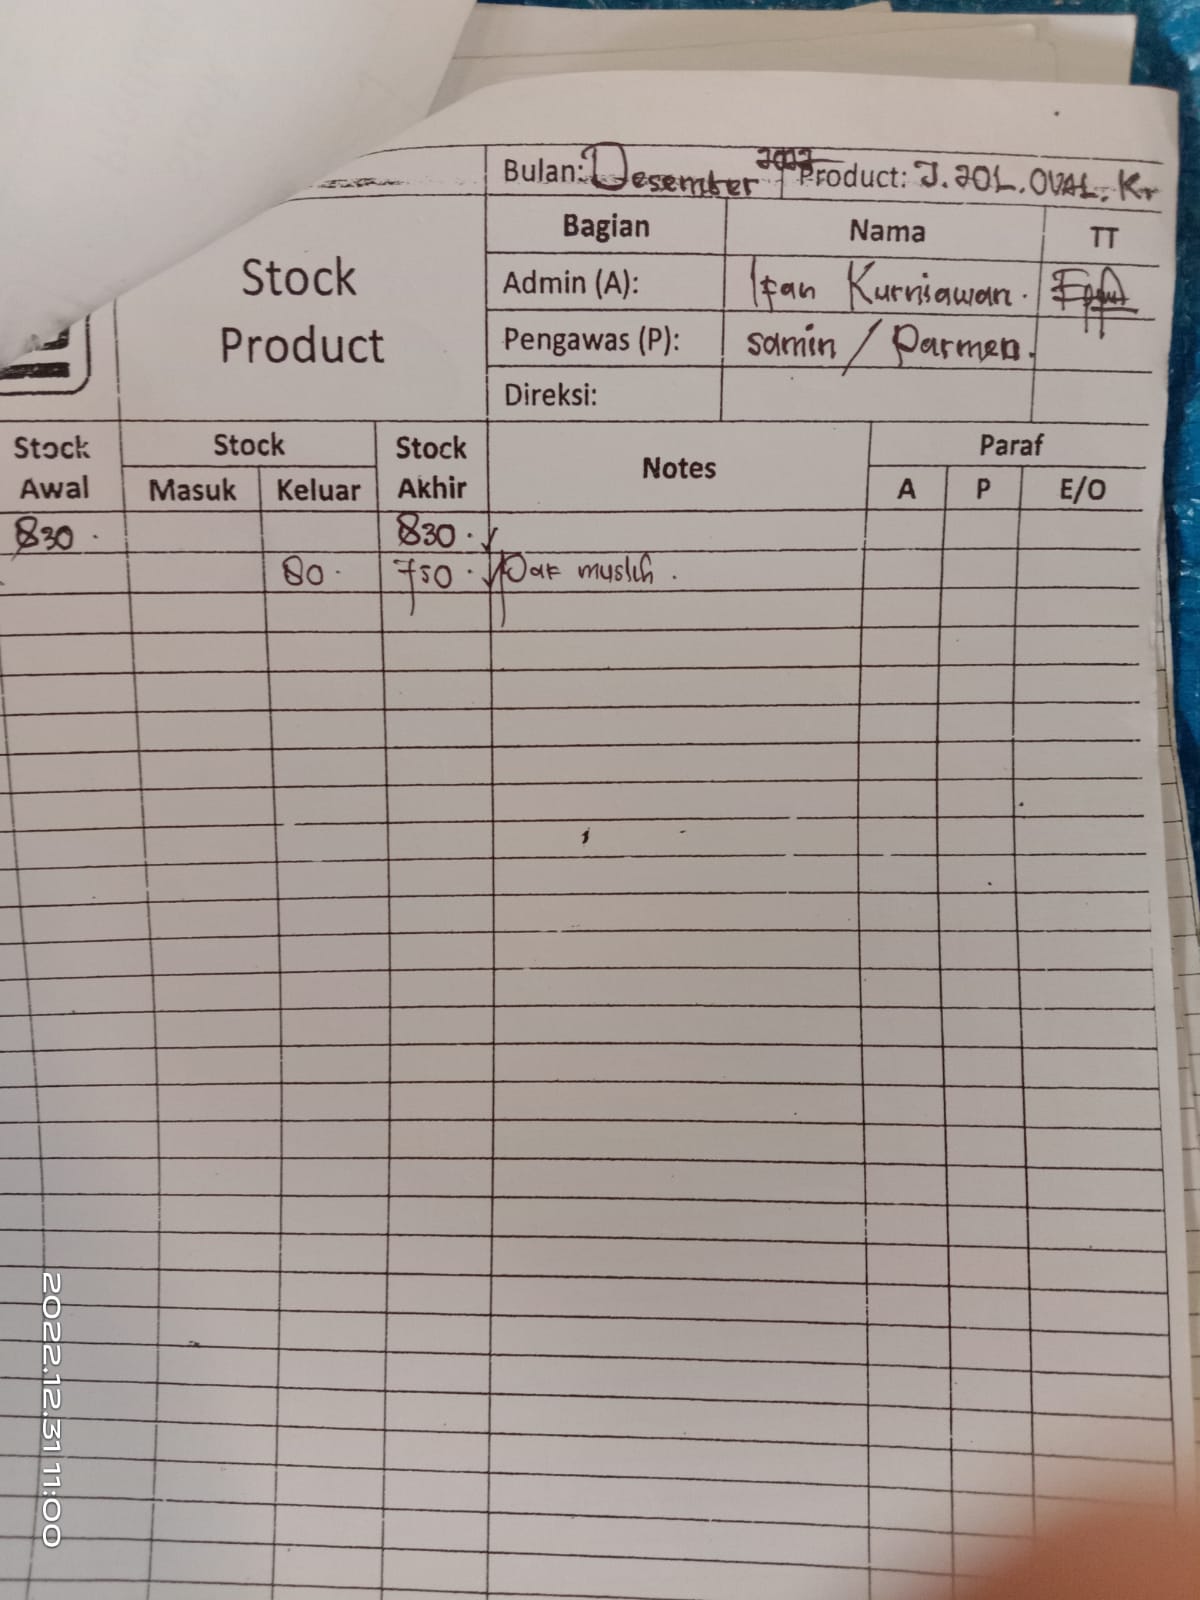 Bulan: Desember 2022 Product: J. 20L. OVAL. Kr
Stock
Product
Bagian Nama TT
Admin (A): Ifan Kurniawan.
Pengawas (P): samin / Parmen.
Direksi:
Stock Awal Stock Stock Akhir Notes Paraf
Masuk Keluar A P E/O
830. 830.
80. 750. Pak muslih.
2022.12.31 11:00